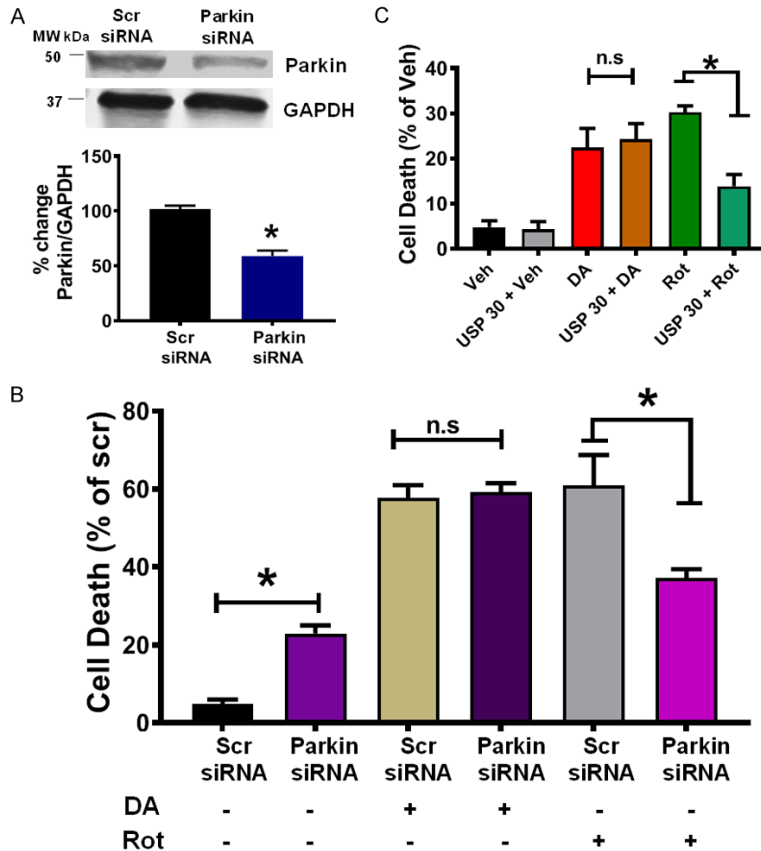 A
Scr
siRNA
Parkin
siRNA
MW kDa
50
Parkin
37
GAPDH
% change
Parkin/GAPDH
150
100
50
0
*
Scr
siRNA
Parkin
siRNA
C
Cell Death (% of Veh)
40
30
20
10
0
n.s
*
Veh
USP 30 + Veh
DA
USP 30 + DA
Rot
USP 30 + Rot
B
Cell Death (% of scr)
80
60
40
20
0
*
n.s
*
Scr
siRNA
Parkin
siRNA
Scr
siRNA
Parkin
siRNA
Scr
siRNA
Parkin
siRNA
DA - - + + - -
Rot - - - - + +